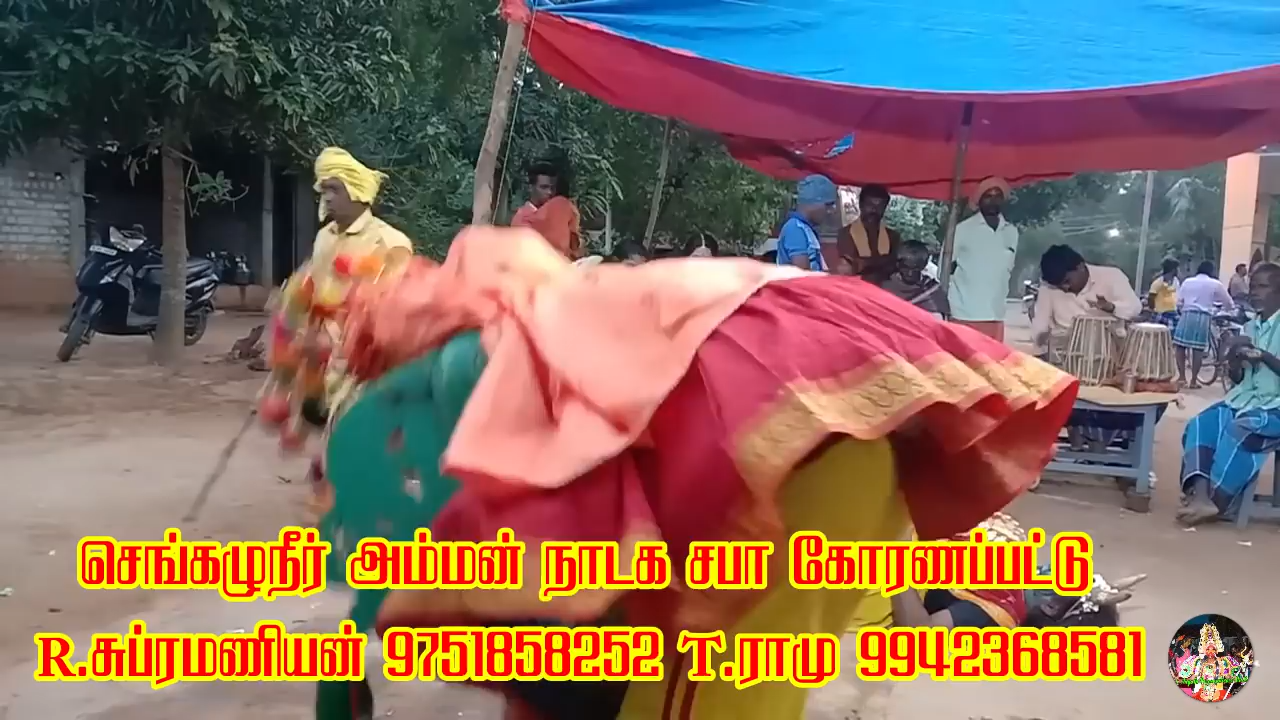 செங்கழுநீர் அம்மன் நாடக சபா கோரணப்பட்டு
R.சுப்ரமணியன் 9751858252 T.ராமு 9942368581